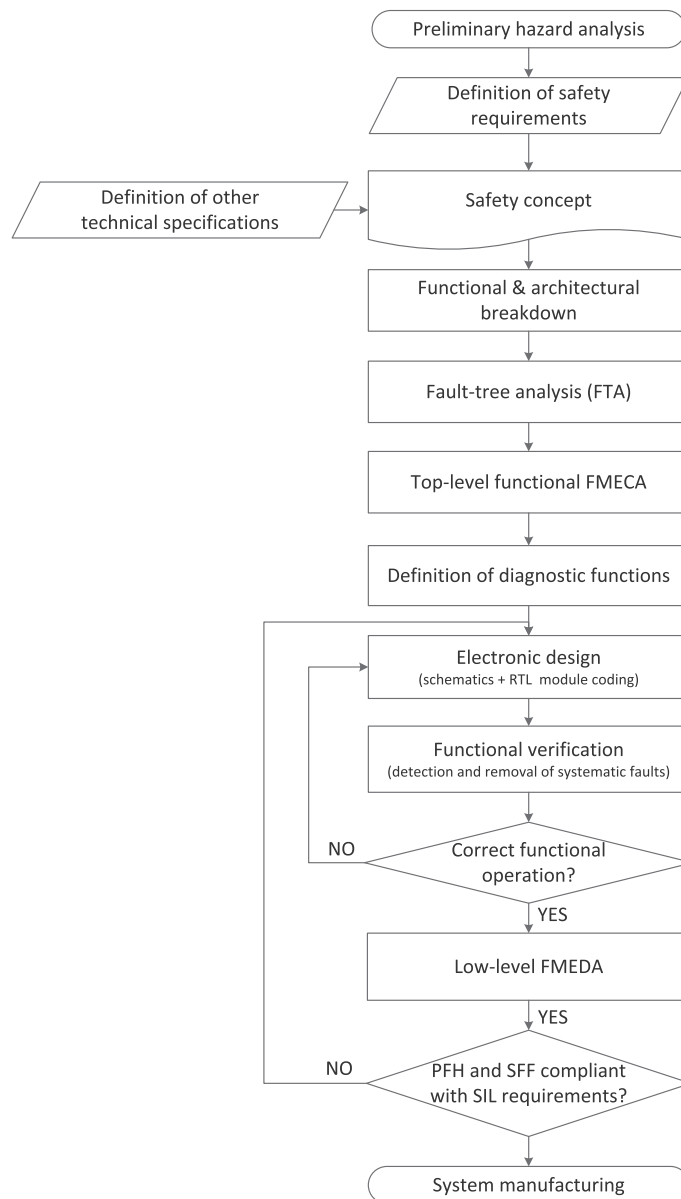 Preliminary hazard analysis
Definition of safety
requirements
Definition of other
technical specifications
Safety concept
Functional & architectural
breakdown
Fault-tree analysis (FTA)
Top-level functional FMECA
Definition of diagnostic functions
Electronic design
(schematics + RTL module coding)
Functional verification
(detection and removal of systematic faults)
NO
Correct functional
operation?
YES
Low-level FMEDA
YES
NO
PFH and SFF compliant
with SIL requirements?
System manufacturing